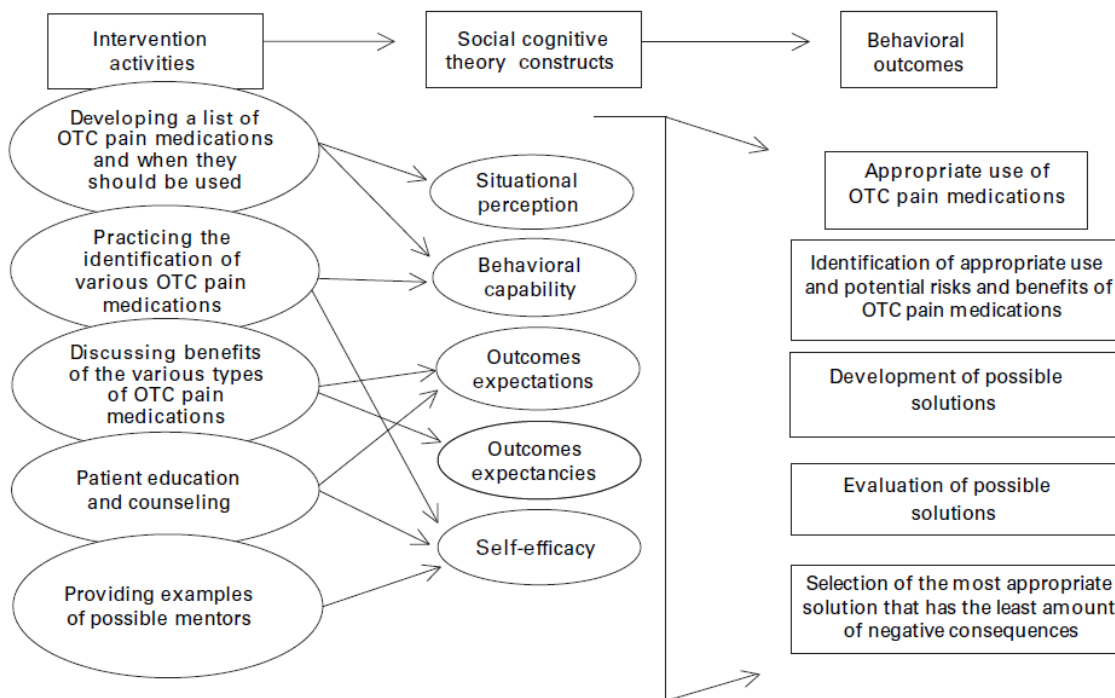 Intervention
activities
Social cognitive
theory constructs
Behavioral
outcomes
Developing a list of
OTC pain medications
and when they
should be used
Practicing the
identification of
various OTC pain
medications
Discussing benefits
of the various types
of OTC pain
medications
Patient education
and counseling
Providing examples
of possible mentors
Situational
perception
Behavioral
capability
Outcomes
expectations
Outcomes
expectancies
Self-efficacy
Appropriate use of
OTC pain medications
Identification of appropriate use
and potential risks and benefits of
OTC pain medications
Development of possible
solutions
Evaluation of possible
solutions
Selection of the most appropriate
solution that has the least amount
of negative consequences